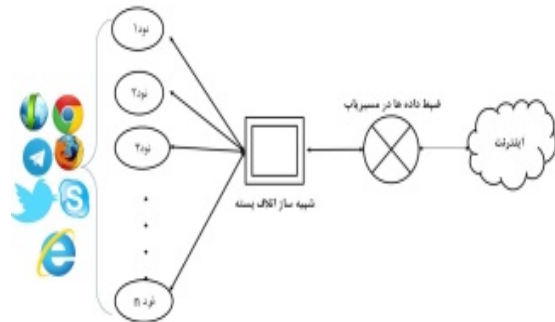 نود۱
نود۲
نود۳
نود n
شبیه ساز اتلاف بسته
ضبط داده ها در مسیریاب
اینترنت